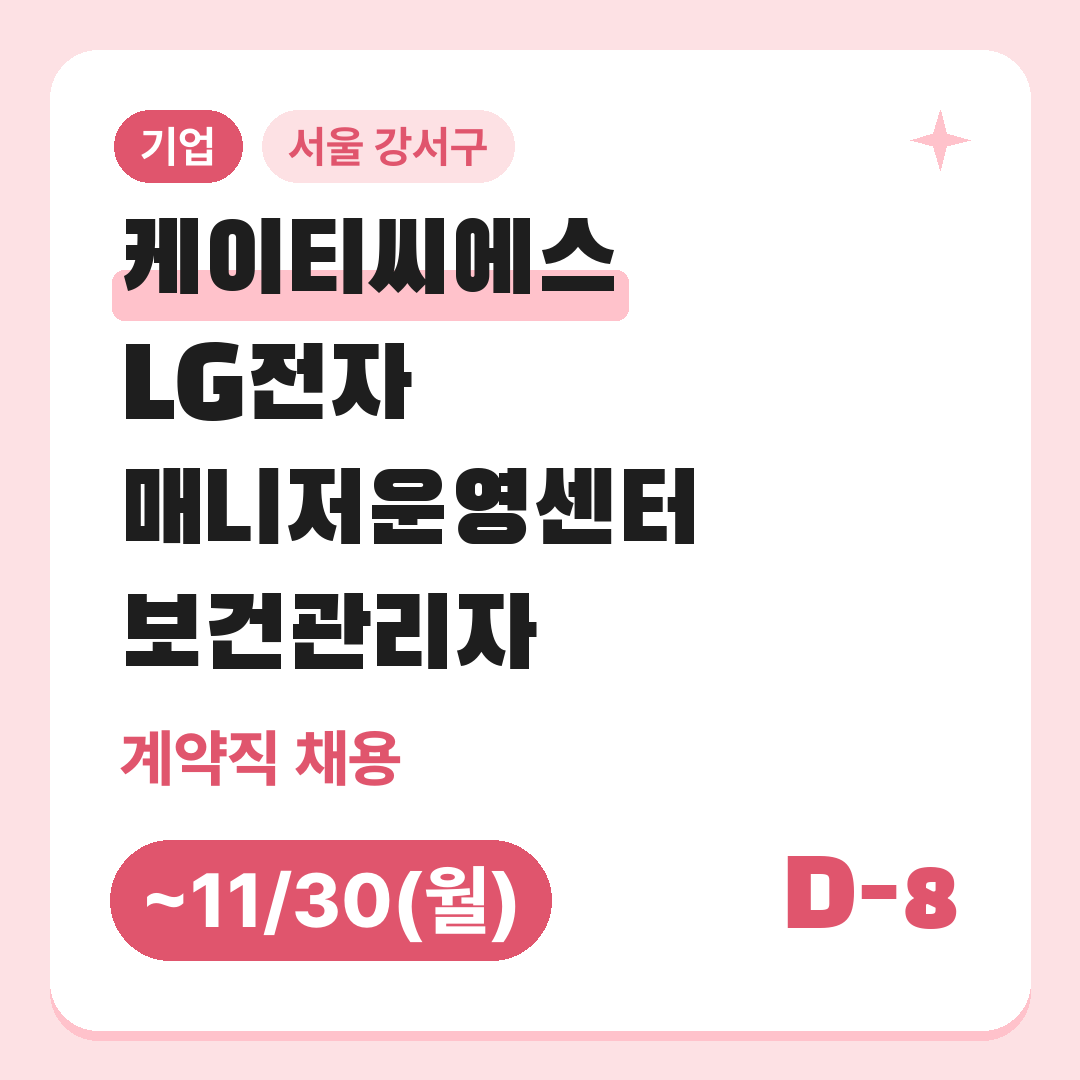 기업 서울 강서구
케이티씨에스
LG전자
매니저운영센터
보건관리자
계약직 채용
~11/30(월) D-8